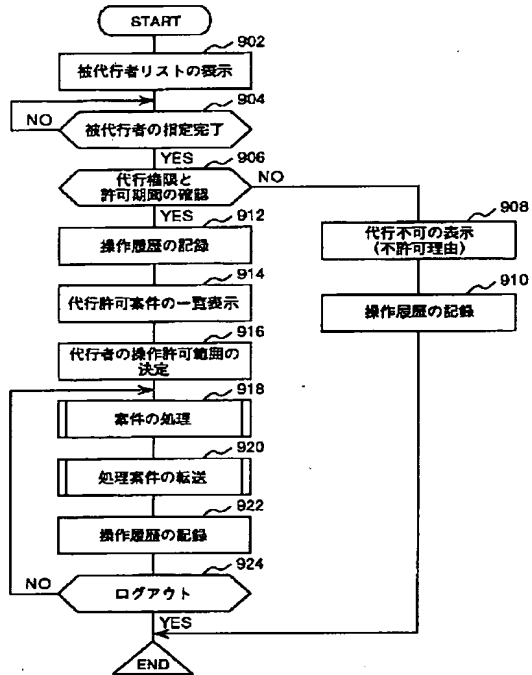 START
902
被代行者リストの表示
904
NO
被代行者の指定完了
YES
906
NO
代行権限と
許可期間の確認
YES
912
操作履歴の記録
914
代行許可案件の一覧表示
916
代行者の操作許可範囲の
決定
918
案件の処理
920
処理案件の転送
922
操作履歴の記録
924
NO
ログアウト
YES
END
908
代行不可の表示
(不許可理由)
910
操作履歴の記録